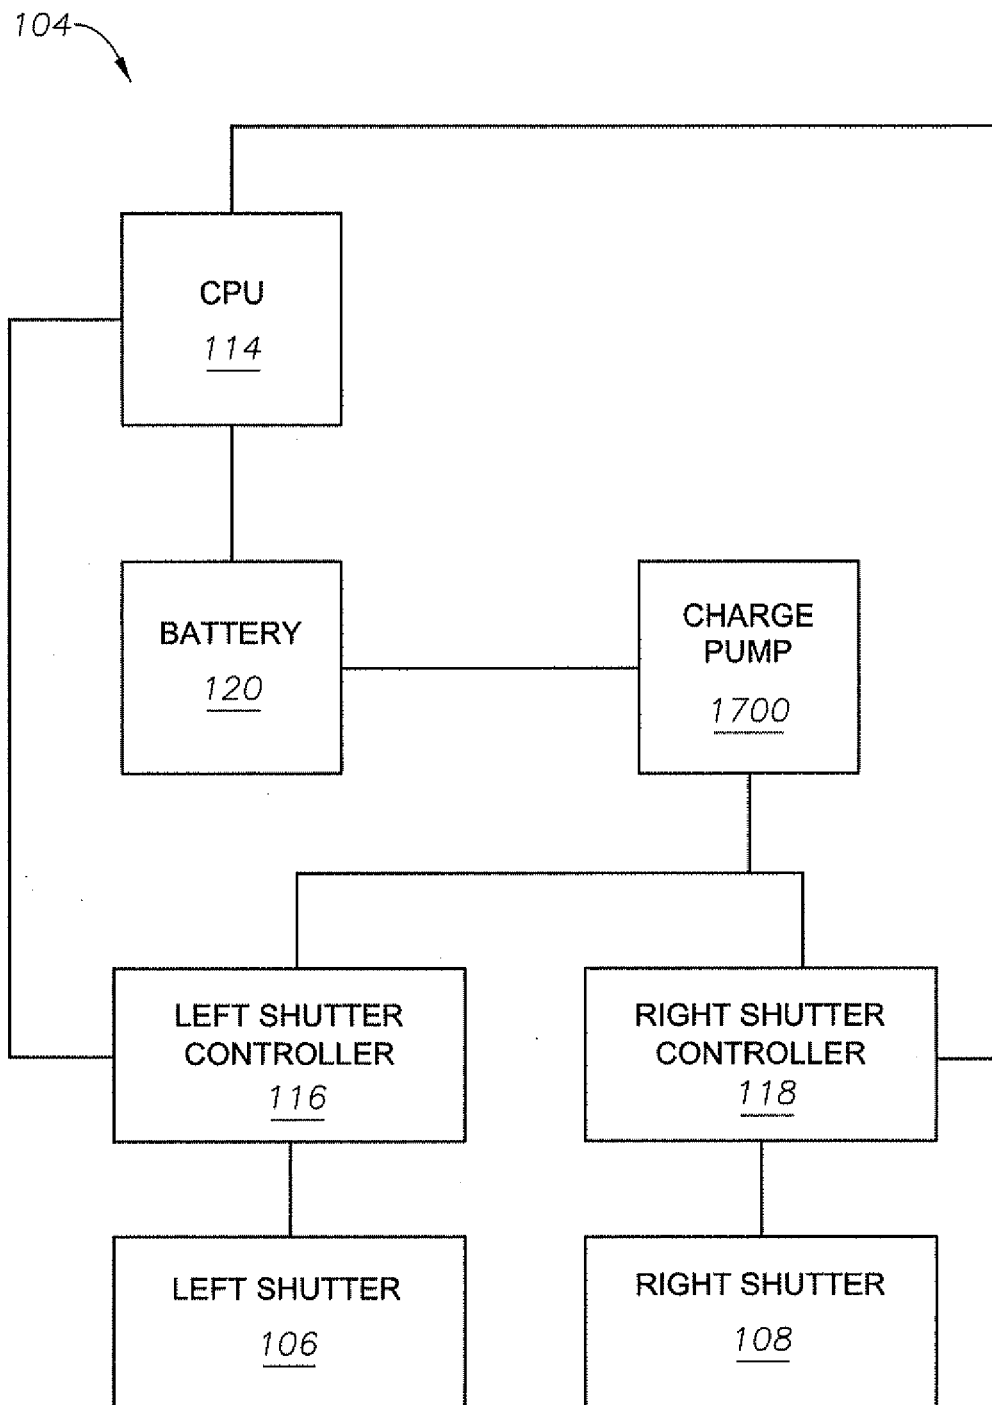 104
CPU
114
BATTERY
120
CHARGE
PUMP
1700
LEFT SHUTTER
CONTROLLER
116
RIGHT SHUTTER
CONTROLLER
118
LEFT SHUTTER
106
RIGHT SHUTTER
108